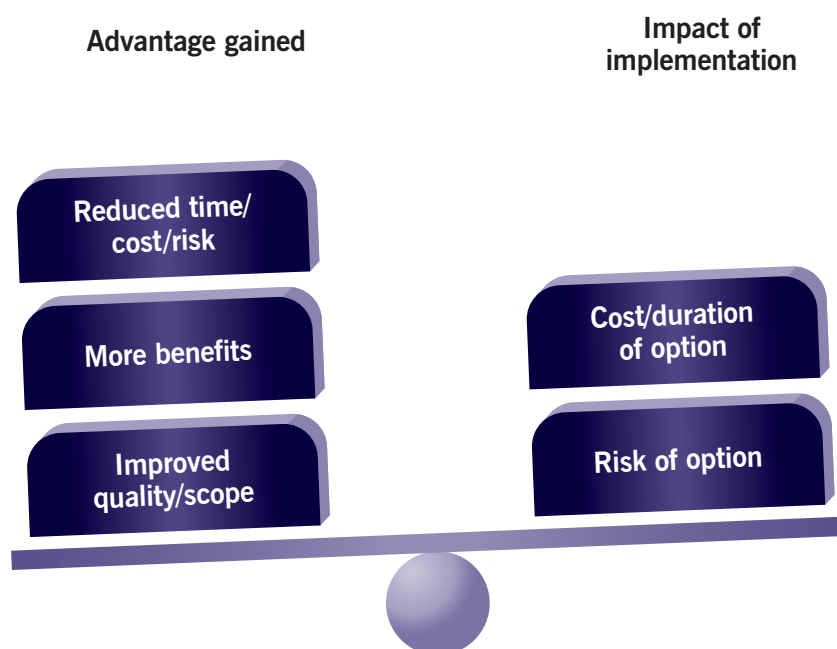 Advantage gained
Impact of
implementation
Reduced time/
cost/risk
More benefits
Improved
quality/scope
Cost/duration
of option
Risk of option